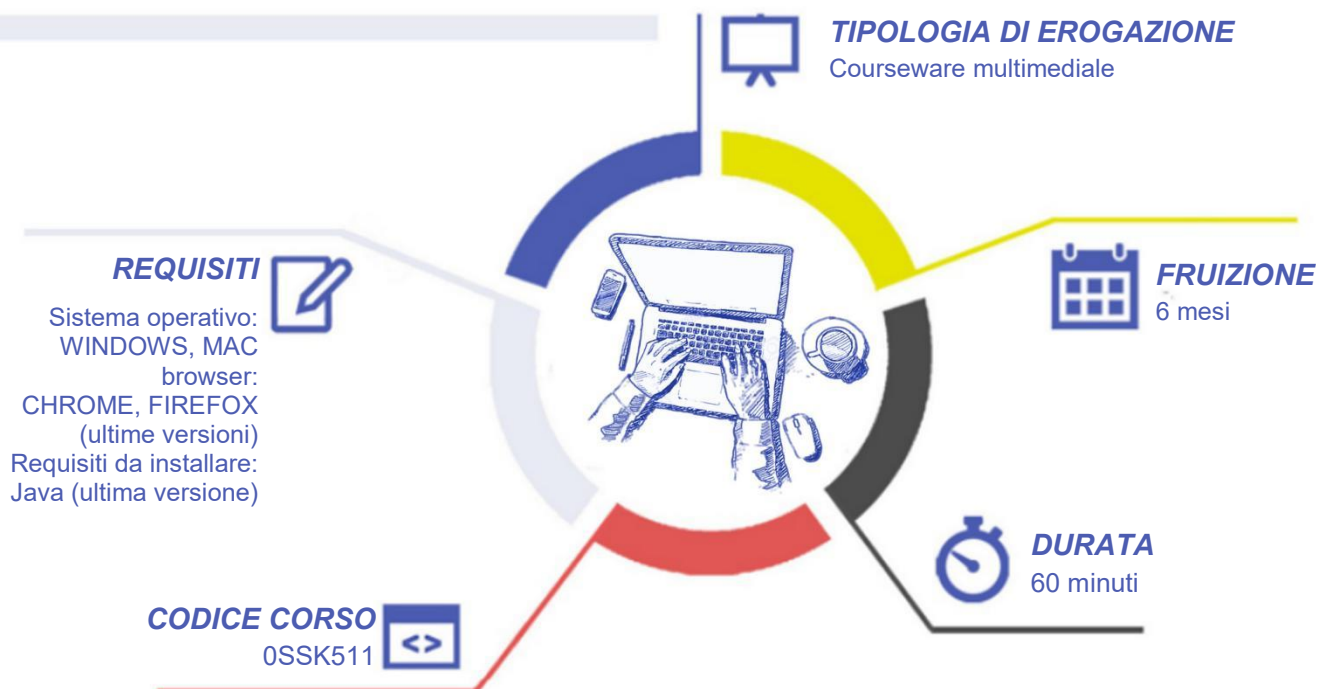 TIPOLOGIA DI EROGAZIONE
Courseware multimediale
REQUISITI
Sistema operativo:
WINDOWS, MAC
browser:
CHROME, FIREFOX
(ultime versioni)
Requisiti da installare:
Java (ultima versione)
FRUIZIONE
6 mesi
DURATA
60 minuti
CODICE CORSO
0SSK511